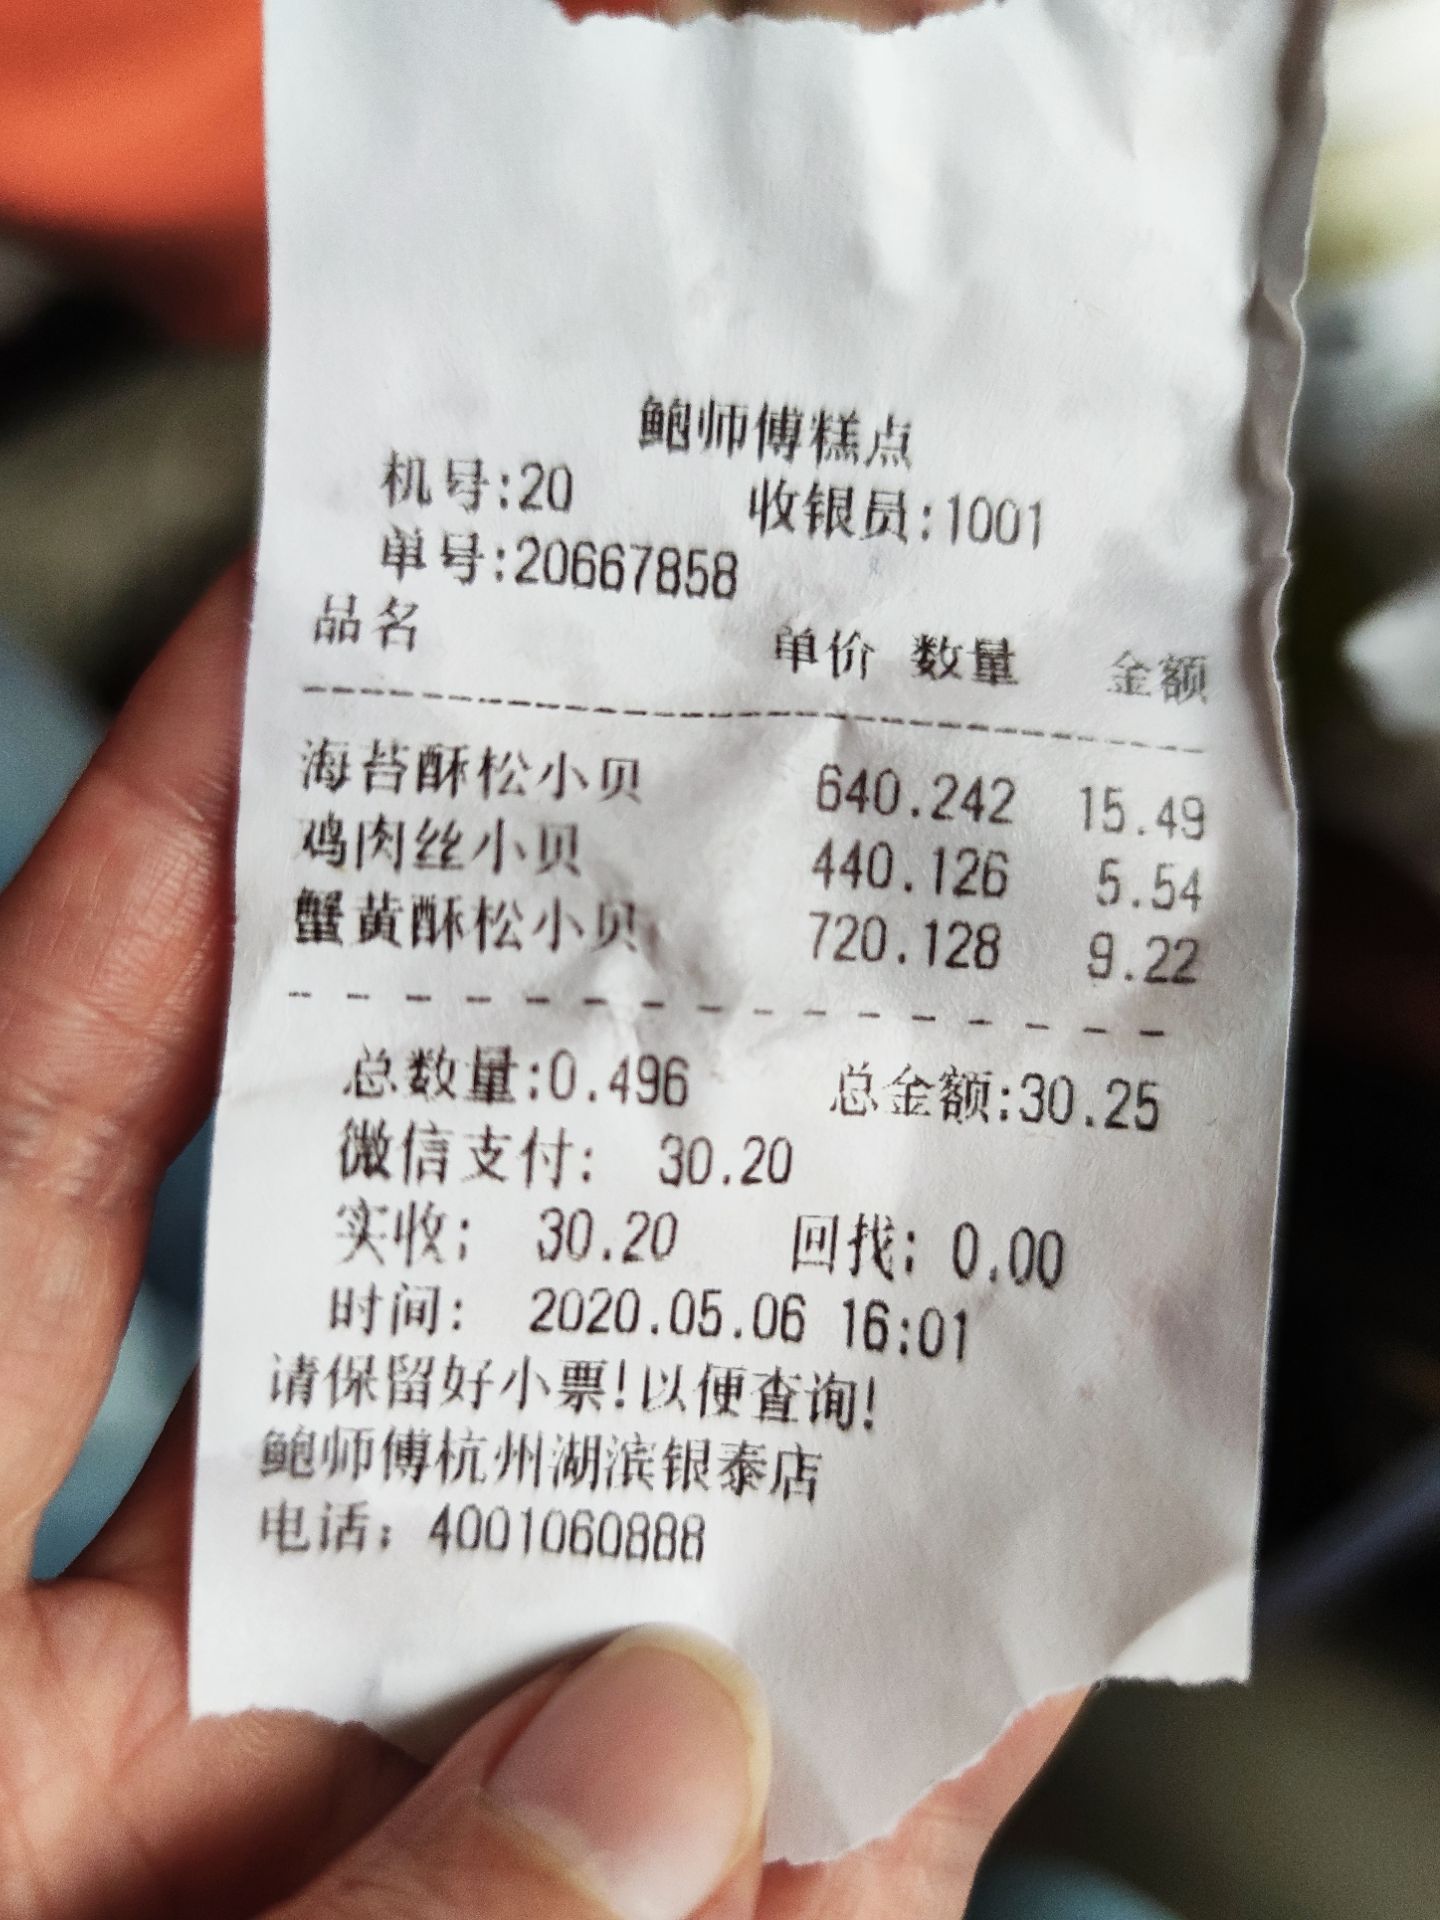 鲍师傅糕点
机号:20 收银员:1001
单号:20667858
品名 单价 数量 金额
海苔酥松小贝 640.242 15.49
鸡肉丝小贝 440.126 5.54
蟹黄酥松小贝 720.128 9.22
总数量:0.496 总金额:30.25
微信支付: 30.20
实收: 30.20 回找: 0.00
时间: 2020.05.06 16:01
请保留好小票!以便查询!
鲍师傅杭州湖滨银泰店
电话: 4001060888